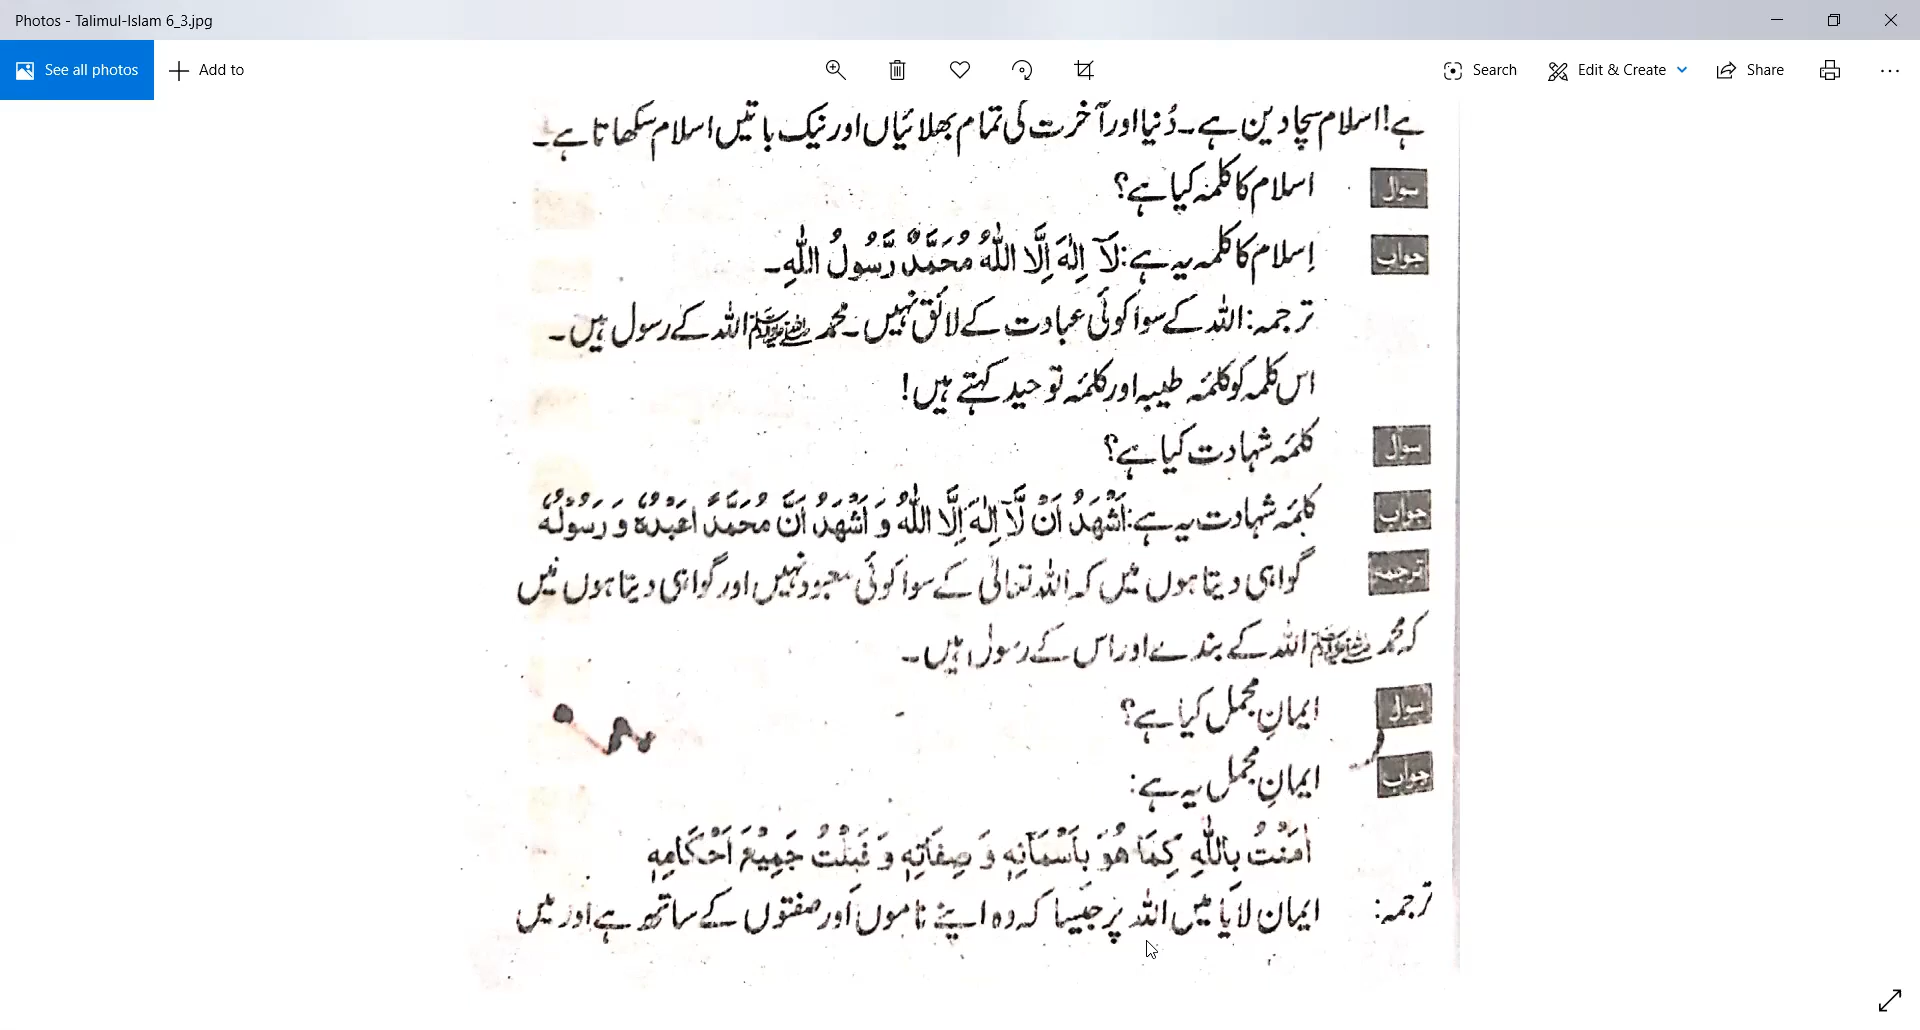 Photos - Talimul-Islam 6_3.jpg
See all photos
Add to
Search
Edit & Create
Share
ہے! اسلام سچا دین ہے۔ دُنیا اور آخرت کی تمام بھلائیاں اور نیک باتیں اسلام سکھاتا ہے۔
سوال اسلام کا کلمہ کیا ہے؟
جواب اِسلام کا کلمہ یہ ہے: لَآ اِلٰهَ اِلَّا اللّٰهُ مُحَمَّدٌ رَّسُولُ اللّٰهِ۔
ترجمہ: اللہ کے سوا کوئی عبادت کے لائق نہیں۔ محمد ﷺ اللہ کے رسول ہیں۔
اس کلمہ کو کلمۂ طیبہ اور کلمۂ توحید کہتے ہیں!
سوال کلمۂ شہادت کیا ہے؟
جواب کلمۂ شہادت یہ ہے: اَشْهَدُ اَنْ لَّآ اِلٰهَ اِلَّا اللّٰهُ وَ اَشْهَدُ اَنَّ مُحَمَّدً اعَبْدُهٗ وَ رَسُوْلُهٗ
ترجمہ گواہی دیتا ہوں میں کہ اللہ تعالیٰ کے سوا کوئی معبود نہیں اور گواہی دیتا ہوں میں
کہ محمد ﷺ اللہ کے بندے اور اس کے رسول ہیں۔
سوال ایمانِ مجمل کیا ہے؟
جواب ایمانِ مجمل یہ ہے:
اٰمَنْتُ بِاللّٰهِ كَمَا هُوَ بِاَسْمَآئِهٖ وَ صِفَاتِهٖ وَ قَبِلْتُ جَمِيْعَ اَحْكَامِهٖ
ترجمہ: ایمان لایا میں اللہ پر جیسا کہ وہ اپنے ناموں اور صفتوں کے ساتھ ہے اور میں